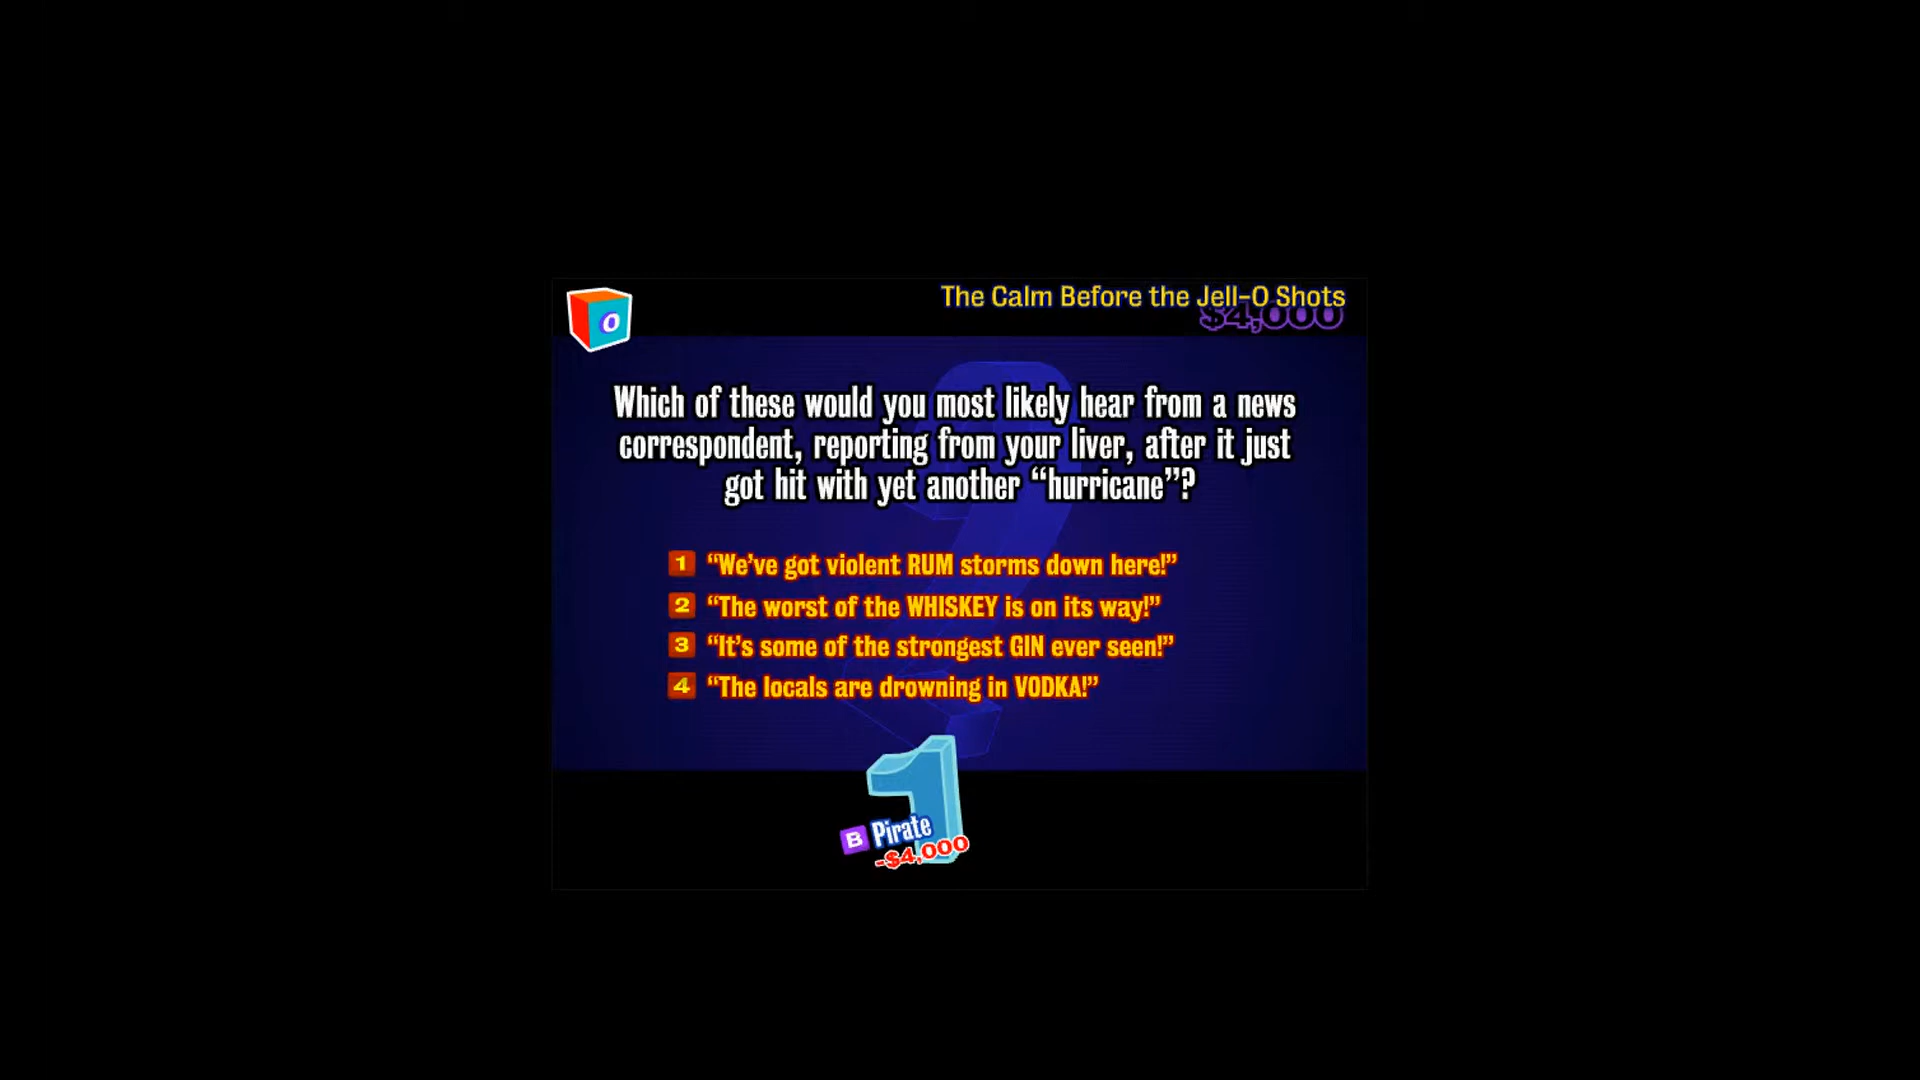 O
The Calm Before the Jell-O Shots
$4,000
Which of these would you most likely hear from a news
correspondent, reporting from your liver, after it just
got hit with yet another “hurricane”?
1 “We’ve got violent RUM storms down here!”
2 “The worst of the WHISKEY is on its way!”
3 “It’s some of the strongest GIN ever seen!”
4 “The locals are drowning in VODKA!”
1
B Pirate
-$4,000